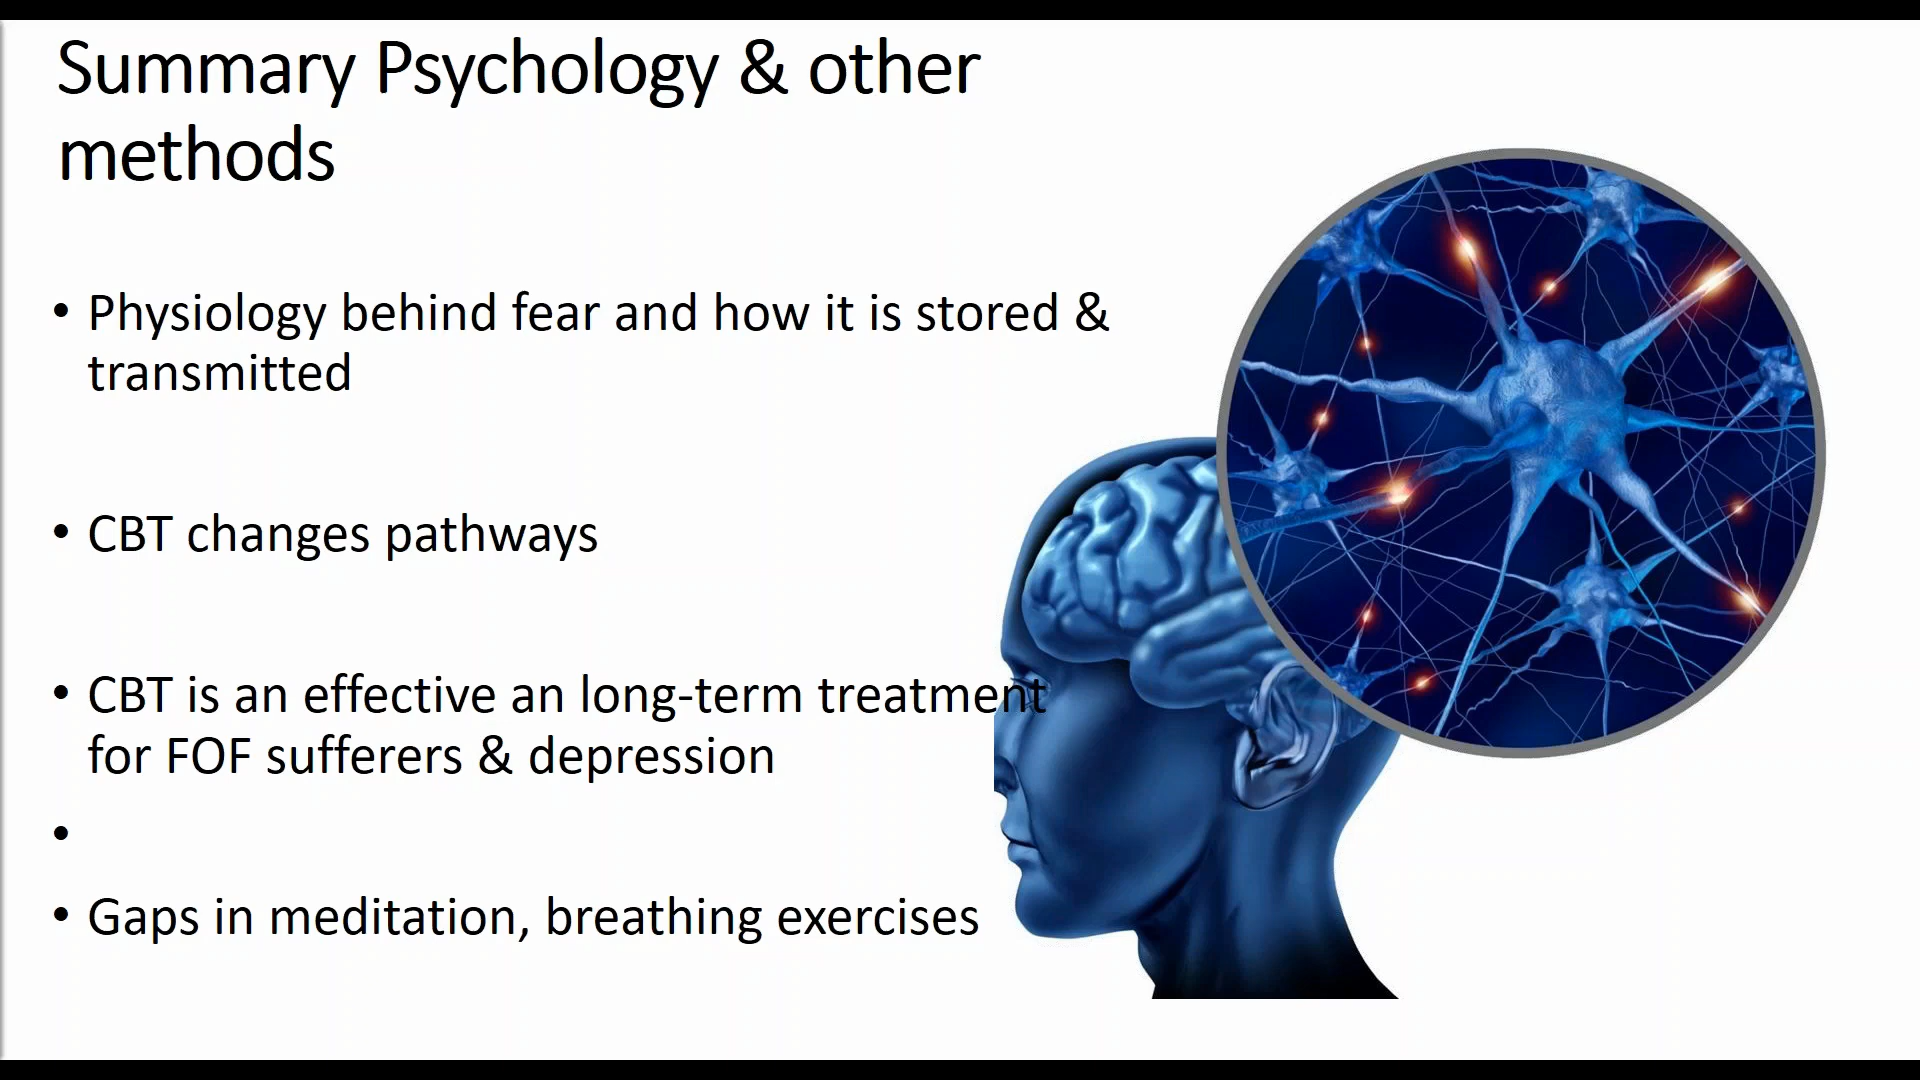 Summary Psychology & other
methods
• Physiology behind fear and how it is stored &
transmitted
• CBT changes pathways
• CBT is an effective an long-term treatment
for FOF sufferers & depression
•
• Gaps in meditation, breathing exercises